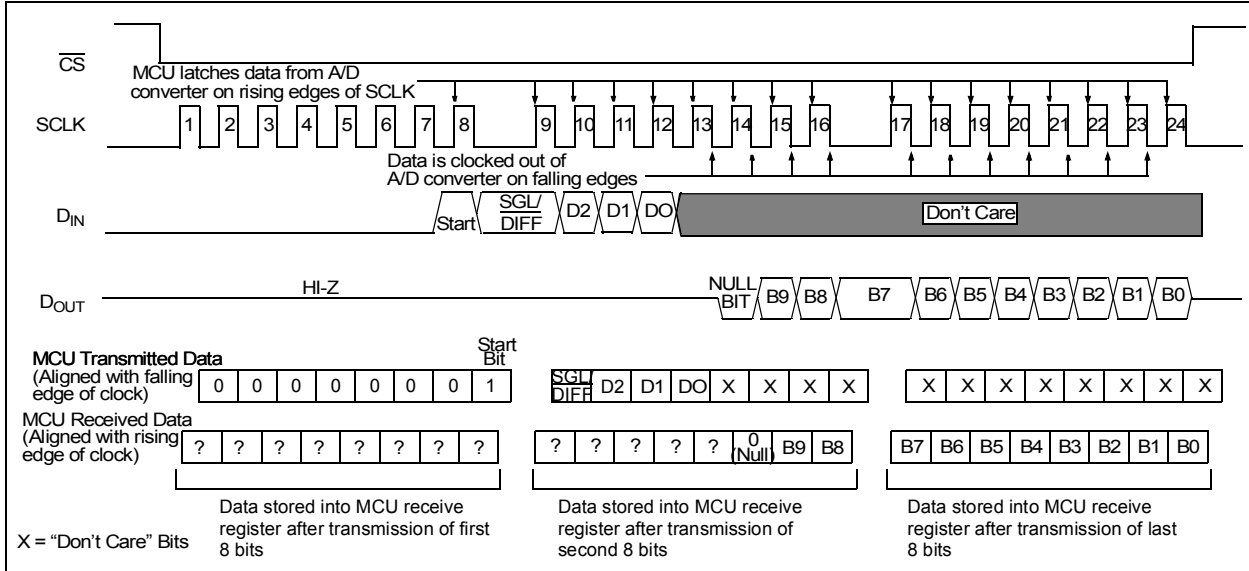 CS
MCU latches data from A/D
converter on rising edges of SCLK
SCLK
1 2 3 4 5 6 7 8 9 10 11 12 13 14 15 16 17 18 19 20 21 22 23 24
Data is clocked out of
A/D converter on falling edges
DIN
Start
SGL/
DIFF
D2 D1 DO
Don't Care
DOUT
HI-Z
NULL
BIT
B9 B8 B7 B6 B5 B4 B3 B2 B1 B0
Start
Bit
MCU Transmitted Data
(Aligned with falling
edge of clock)
0 0 0 0 0 0 0 1
SGL/
DIFF
D2 D1 DO X X X X
X X X X X X X X
MCU Received Data
(Aligned with rising
edge of clock)
? ? ? ? ? ? ? ?
? ? ? ? ? 0
(Null)
B9 B8
B7 B6 B5 B4 B3 B2 B1 B0
Data stored into MCU receive
register after transmission of first
8 bits
Data stored into MCU receive
register after transmission of
second 8 bits
Data stored into MCU receive
register after transmission of last
8 bits
X = “Don't Care” Bits